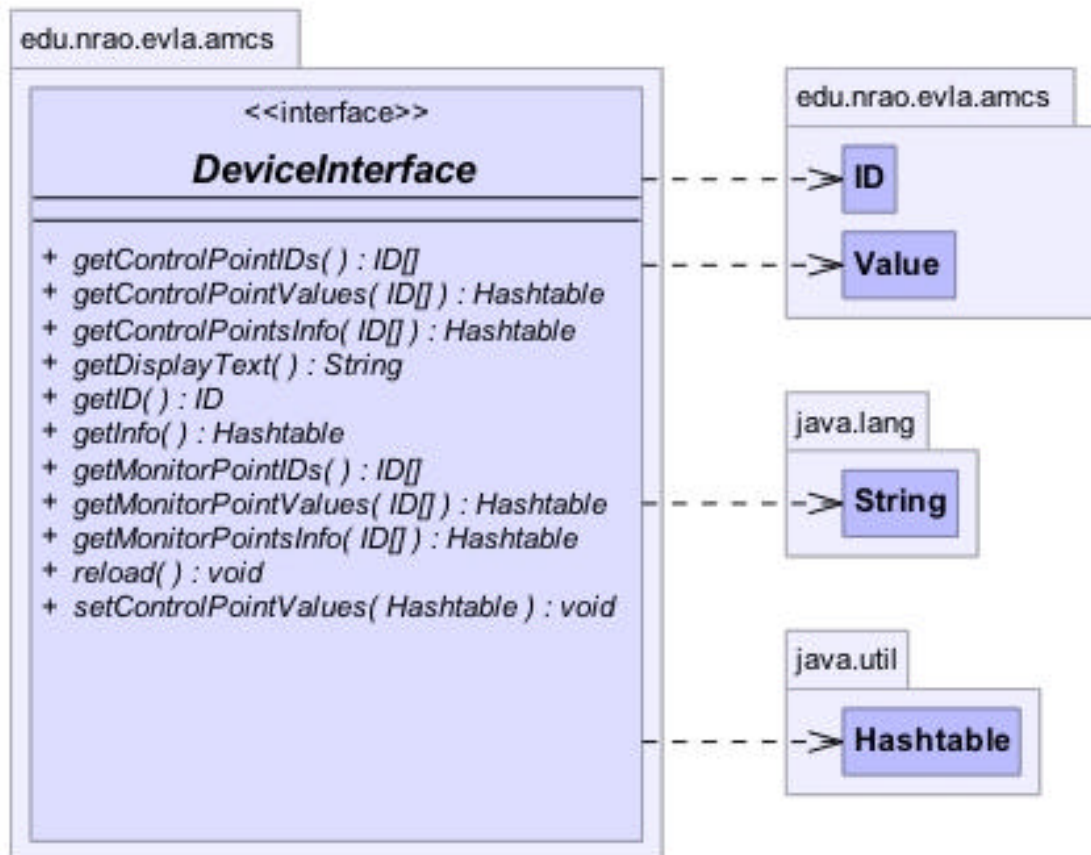 edu.nrao.evla.amcs
<<interface>>
DeviceInterface
+ getControlPointIDs( ) : ID[]
+ getControlPointValues( ID[] ) : Hashtable
+ getControlPointsInfo( ID[] ) : Hashtable
+ getDisplayText( ) : String
+ getID( ) : ID
+ getInfo( ) : Hashtable
+ getMonitorPointIDs( ) : ID[]
+ getMonitorPointValues( ID[] ) : Hashtable
+ getMonitorPointsInfo( ID[] ) : Hashtable
+ reload( ) : void
+ setControlPointValues( Hashtable ) : void
edu.nrao.evla.amcs
ID
Value
java.lang
String
java.util
Hashtable